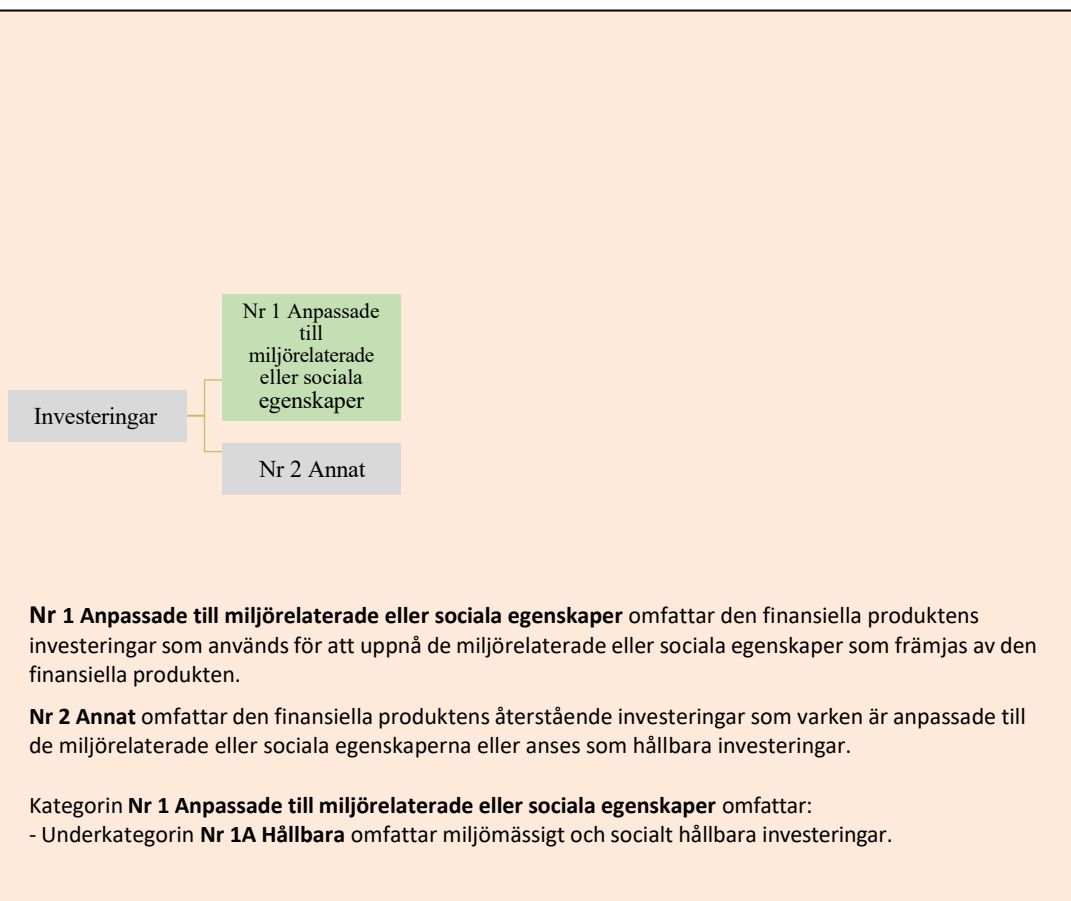 Nr 1 Anpassade
till
miljörelaterade
eller sociala
egenskaper
Investeringar
Nr 2 Annat
Nr 1 Anpassade till miljörelaterade eller sociala egenskaper omfattar den finansiella produktens
investeringar som används för att uppnå de miljörelaterade eller sociala egenskaper som främjas av den
finansiella produkten.
Nr 2 Annat omfattar den finansiella produktens återstående investeringar som varken är anpassade till
de miljörelaterade eller sociala egenskaperna eller anses som hållbara investeringar.
Kategorin Nr 1 Anpassade till miljörelaterade eller sociala egenskaper omfattar:
- Underkategorin Nr 1A Hållbara omfattar miljömässigt och socialt hållbara investeringar.